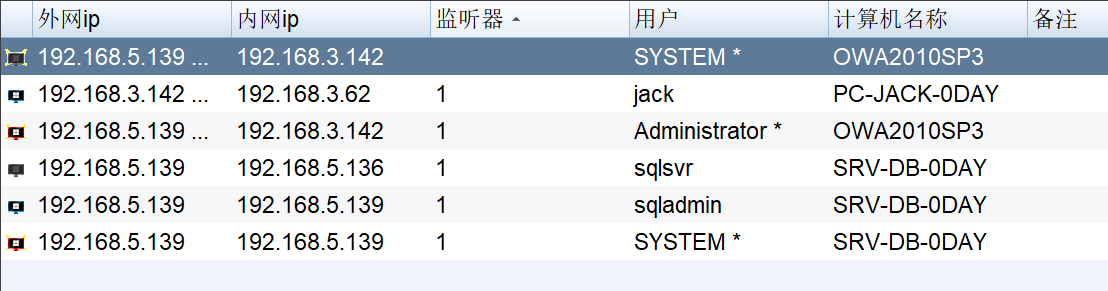 外网ip 内网ip 监听器 用户 计算机名称 备注
192.168.5.139 ... 192.168.3.142 SYSTEM * OWA2010SP3
192.168.3.142 ... 192.168.3.62 1 jack PC-JACK-0DAY
192.168.5.139 ... 192.168.3.142 1 Administrator * OWA2010SP3
192.168.5.139 192.168.5.136 1 sqlsvr SRV-DB-0DAY
192.168.5.139 192.168.5.139 1 sqladmin SRV-DB-0DAY
192.168.5.139 192.168.5.139 1 SYSTEM * SRV-DB-0DAY